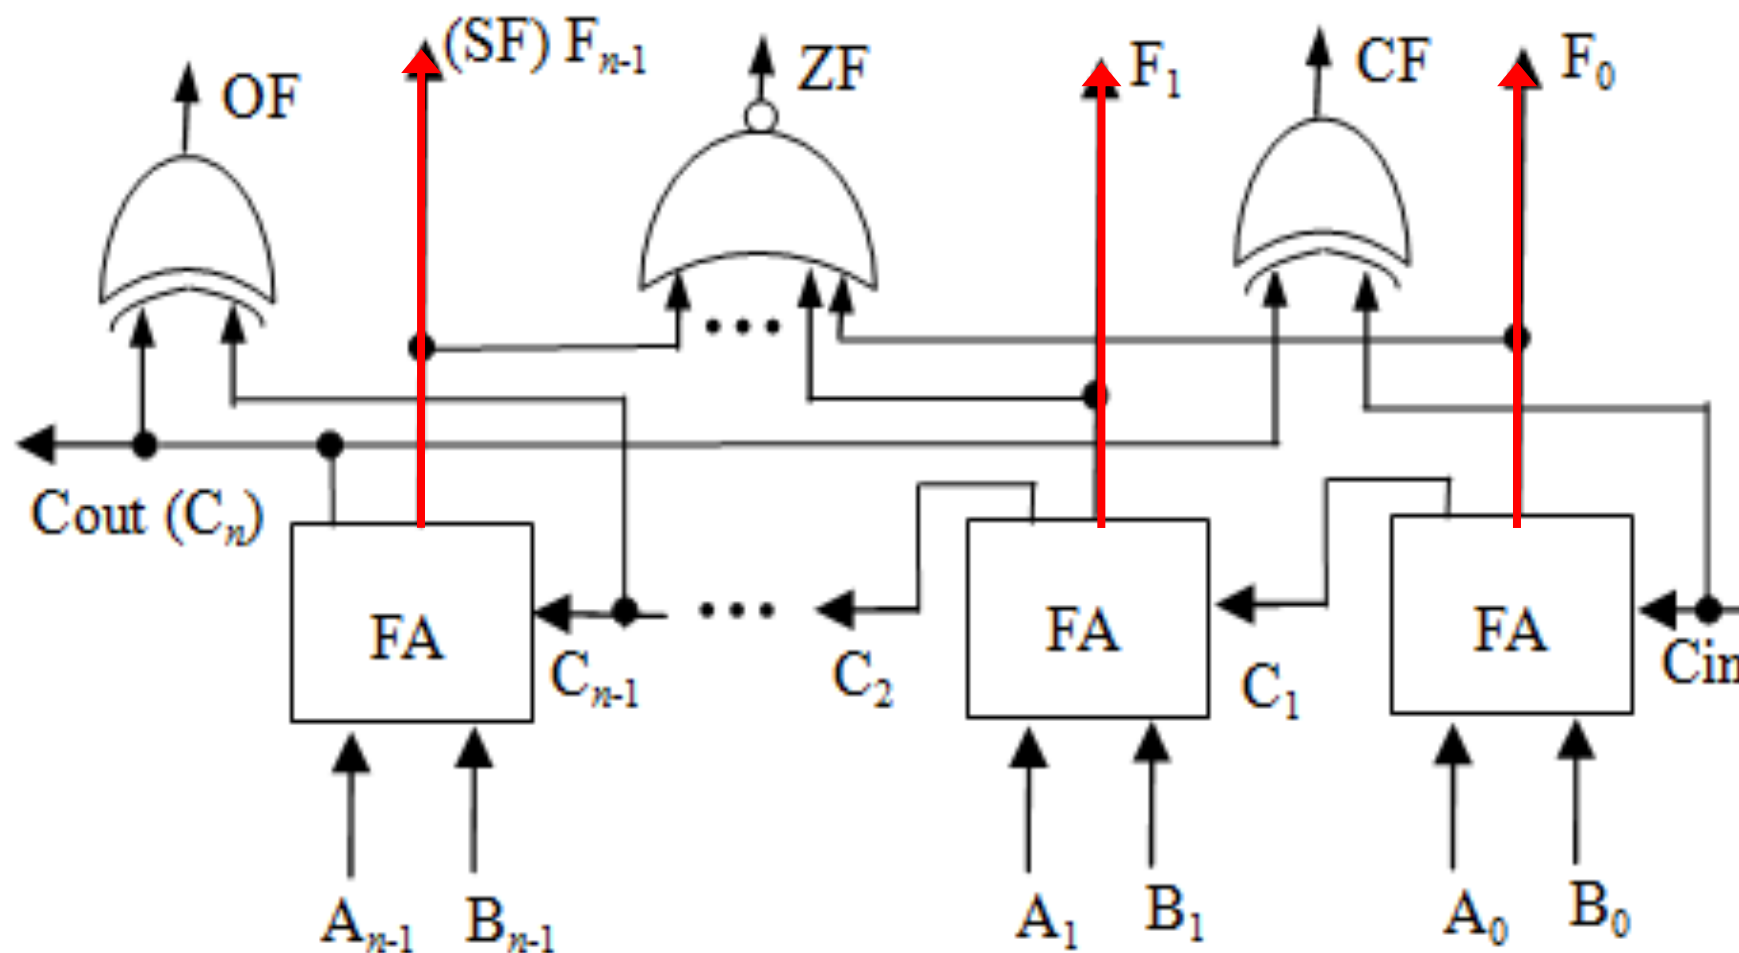 OF
(SF) Fn-1
ZF
F1
CF
F0
Cout (Cn)
FA
Cn-1
C2
FA
C1
FA
Cin
An-1
Bn-1
A1
B1
A0
B0